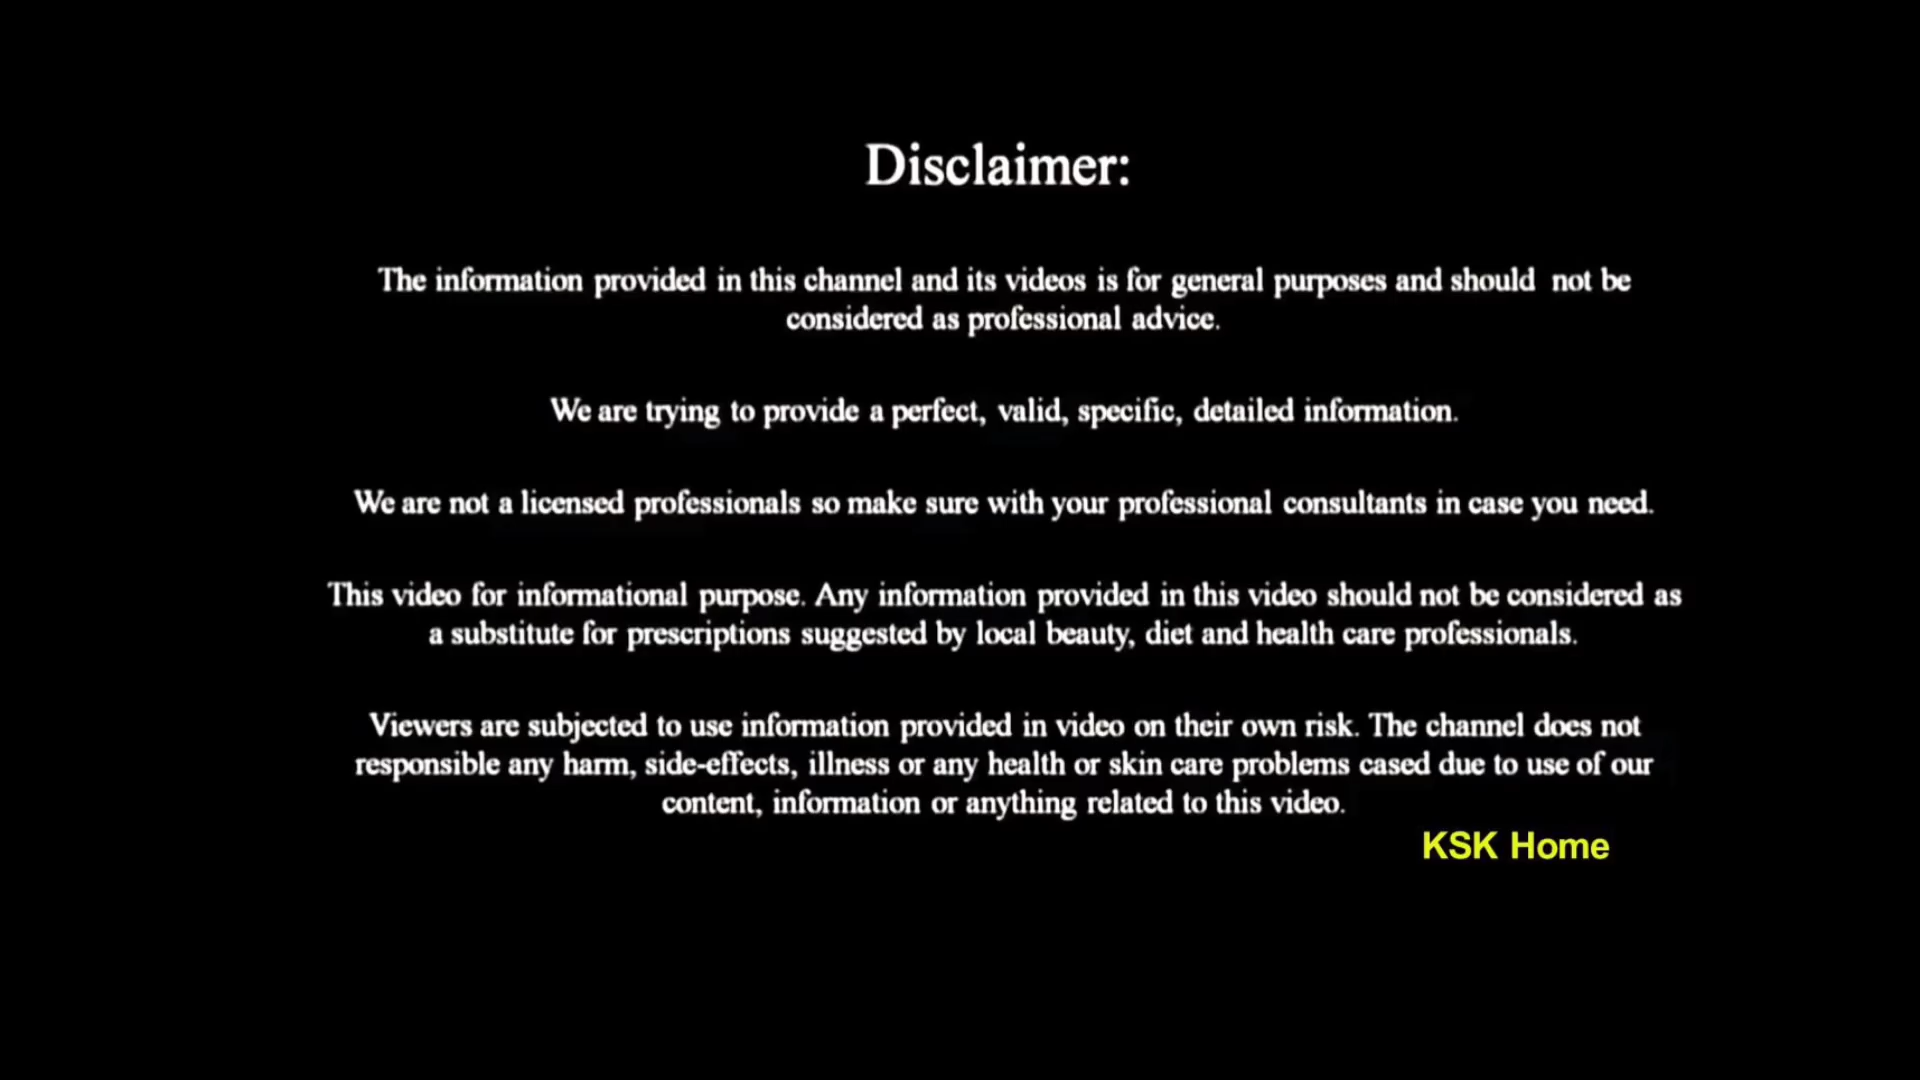 Disclaimer:
The information provided in this channel and its videos is for general purposes and should not be
considered as professional advice.
We are trying to provide a perfect, valid, specific, detailed information.
We are not a licensed professionals so make sure with your professional consultants in case you need.
This video for informational purpose. Any information provided in this video should not be considered as
a substitute for prescriptions suggested by local beauty, diet and health care professionals.
Viewers are subjected to use information provided in video on their own risk. The channel does not
responsible any harm, side-effects, illness or any health or skin care problems cased due to use of our
content, information or anything related to this video.
KSK Home